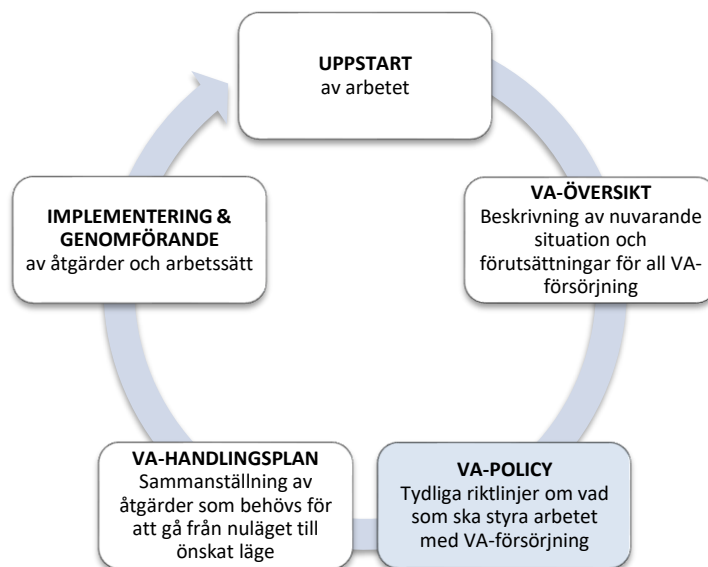 UPPSTART
av arbetet
VA-ÖVERSIKT
Beskrivning av nuvarande
situation och
förutsättningar för all VA-
försörjning
VA-POLICY
Tydliga riktlinjer om vad
som ska styra arbetet
med VA-försörjning
VA-HANDLINGSPLAN
Sammanställning av
åtgärder som behövs för
att gå från nuläget till
önskat läge
IMPLEMENTERING &
GENOMFÖRANDE
av åtgärder och arbetssätt